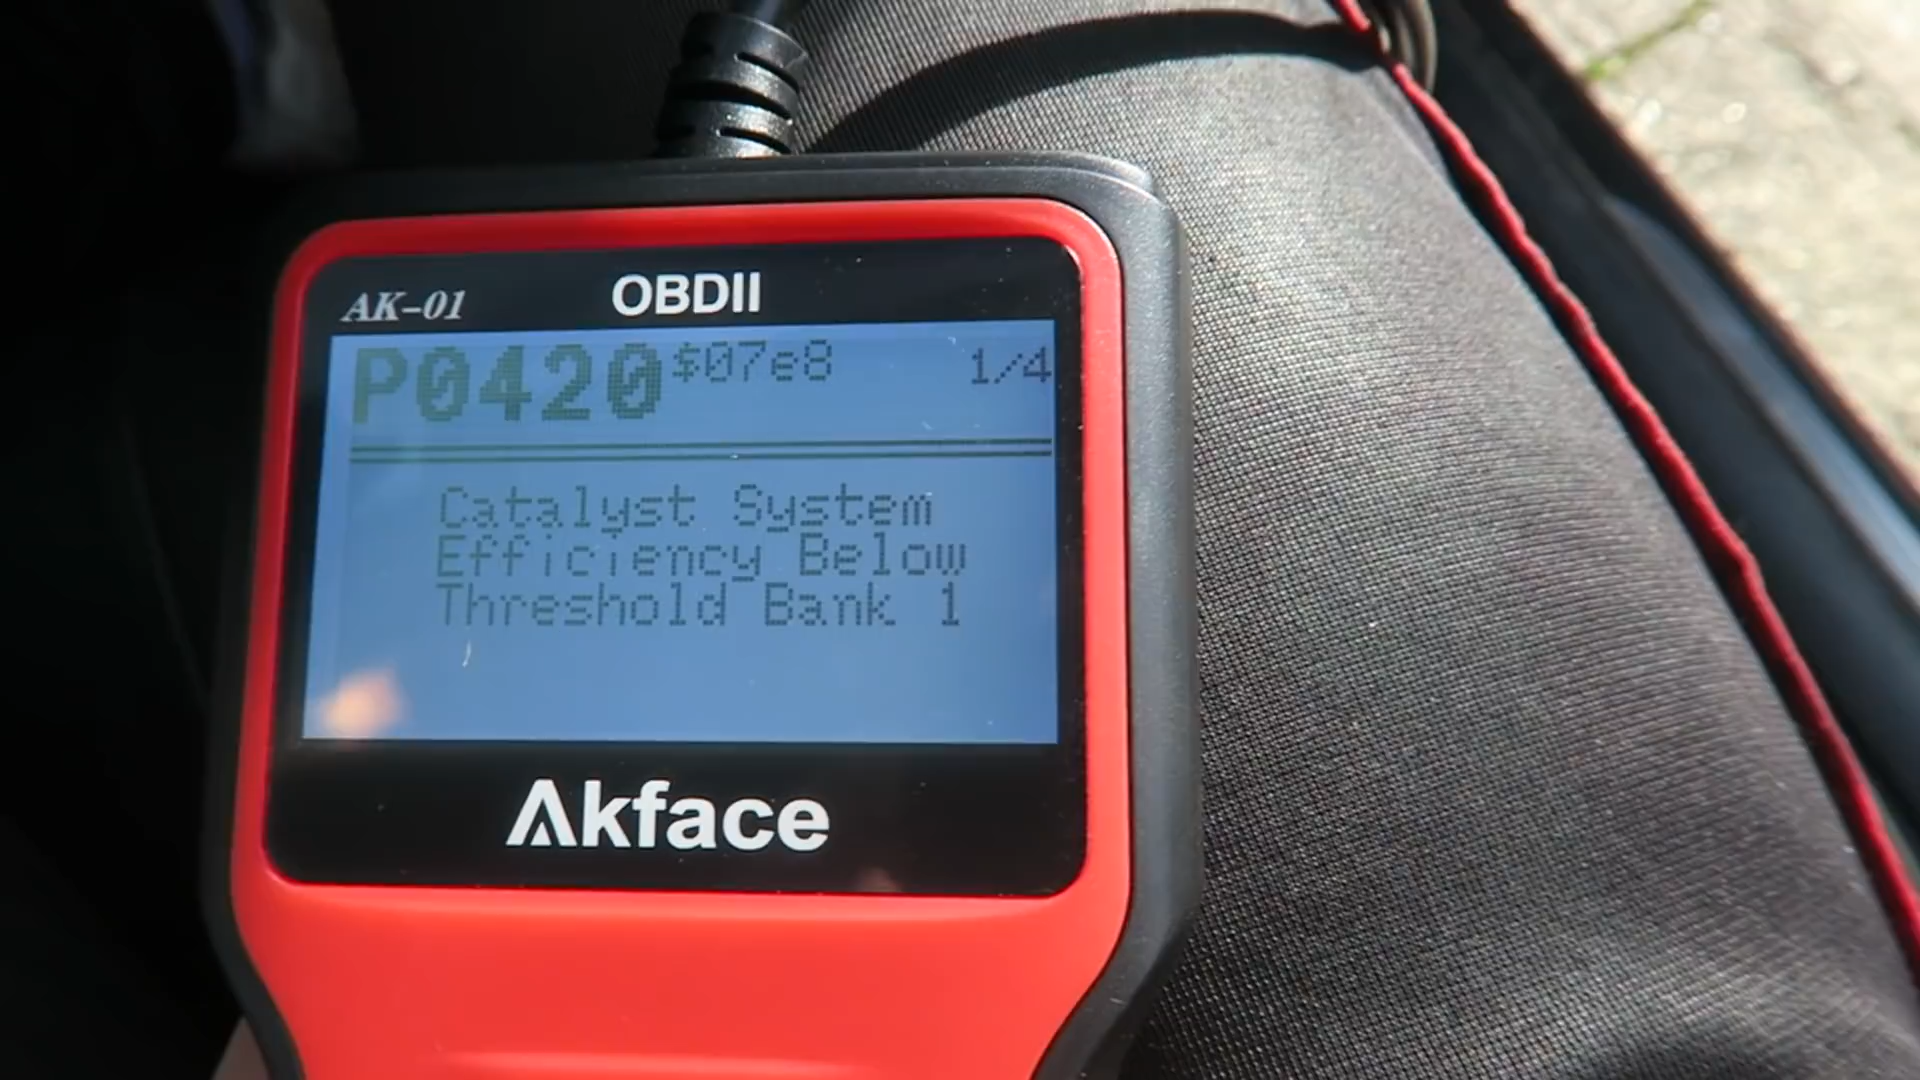 AK-01 OBDII
P0420 $07e8 1/4
Catalyst System
Efficiency Below
Threshold Bank 1
Akface